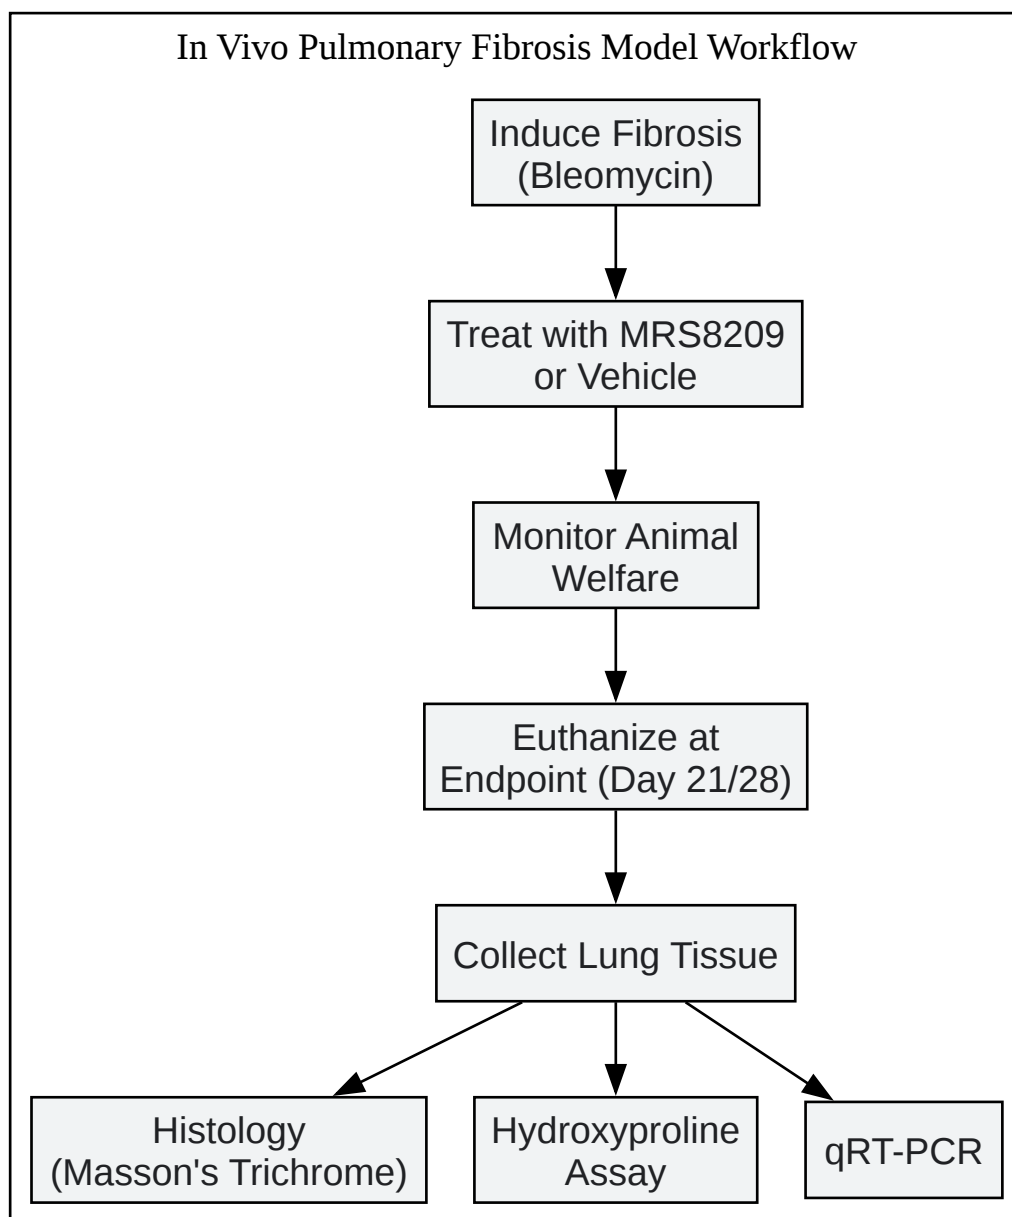 In Vivo Pulmonary Fibrosis Model Workflow
Induce Fibrosis
(Bleomycin)
Treat with MRS8209
or Vehicle
Monitor Animal
Welfare
Euthanize at
Endpoint (Day 21/28)
Collect Lung Tissue
Histology
(Masson's Trichrome)
Hydroxyproline
Assay
qRT-PCR